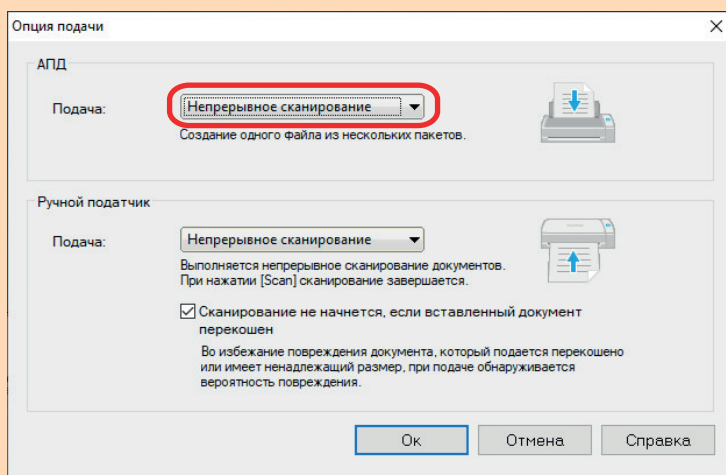 Опция подачи
АПД
Подача:
Непрерывное сканирование
Создание одного файла из нескольких пакетов.
Ручной податчик
Подача:
Непрерывное сканирование
Выполняется непрерывное сканирование документов.
При нажатии [Scan] сканирование завершается.
Сканирование не начнется, если вставленный документ
перекошен
Во избежание повреждения документа, который подается перекошено
или имеет ненадлежащий размер, при подаче обнаруживается
вероятность повреждения.
Ок
Отмена
Справка